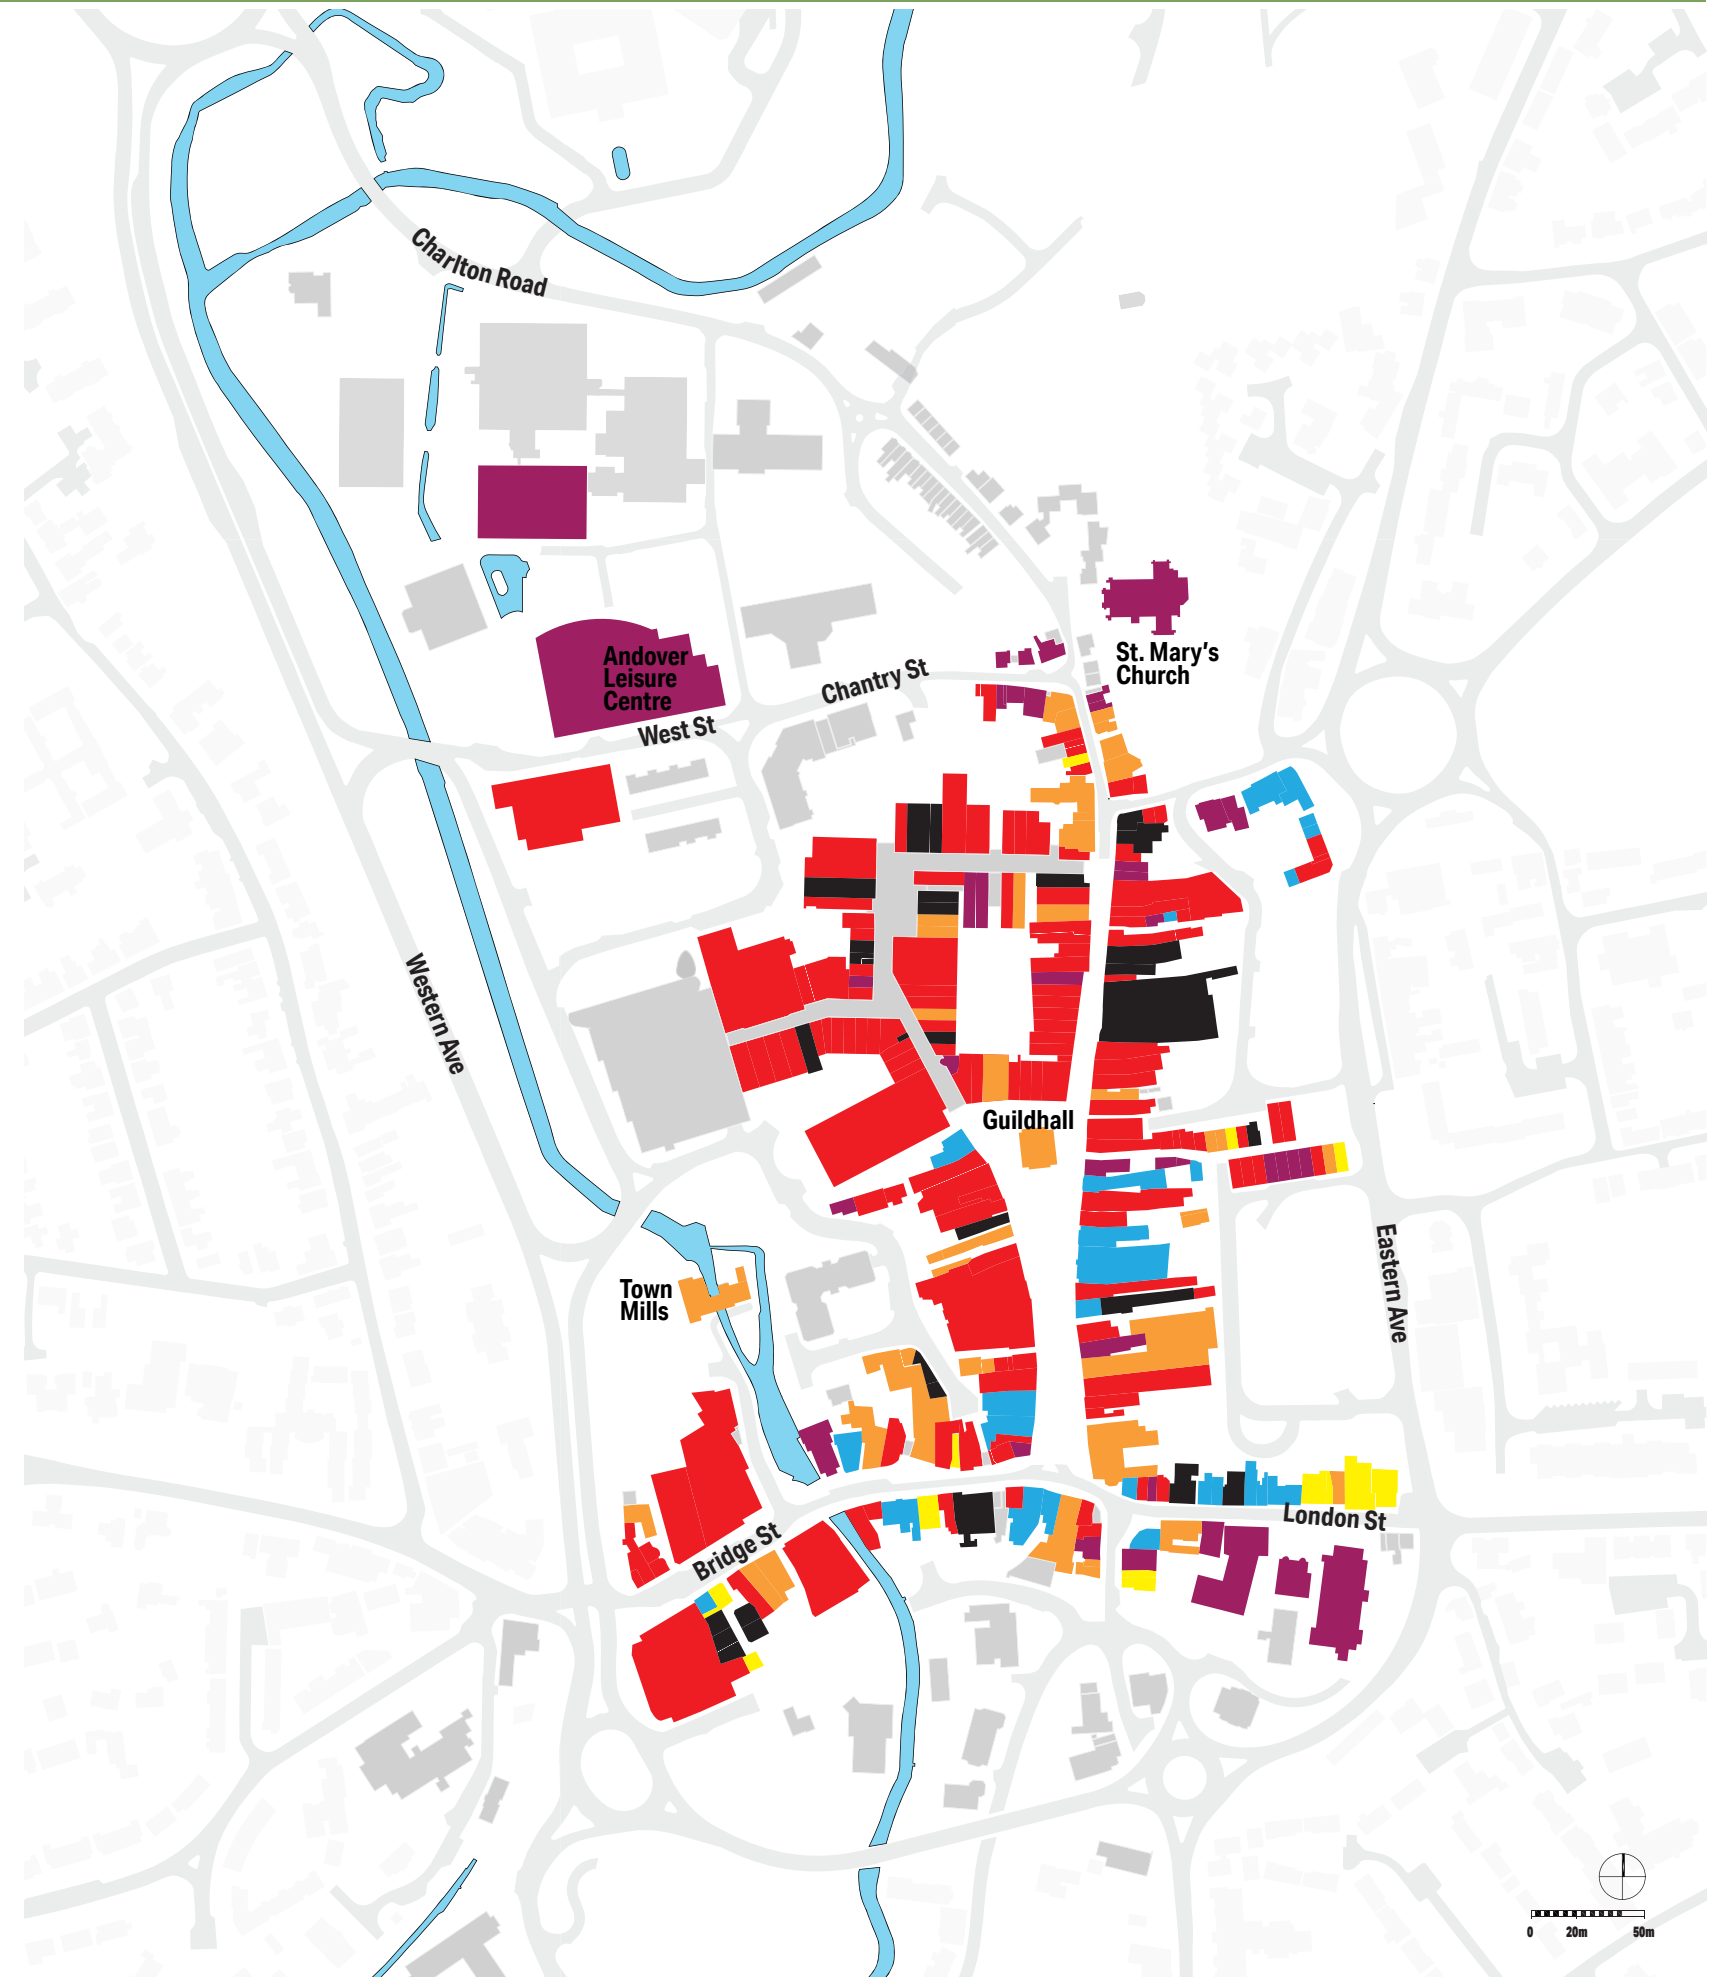 Charlton Road
St. Mary's
Church
Andover
Leisure
Centre
Chantry St
West St
Western Ave
Guildhall
Eastern Ave
Town
Mills
London St
Bridge St
0 20m 50m